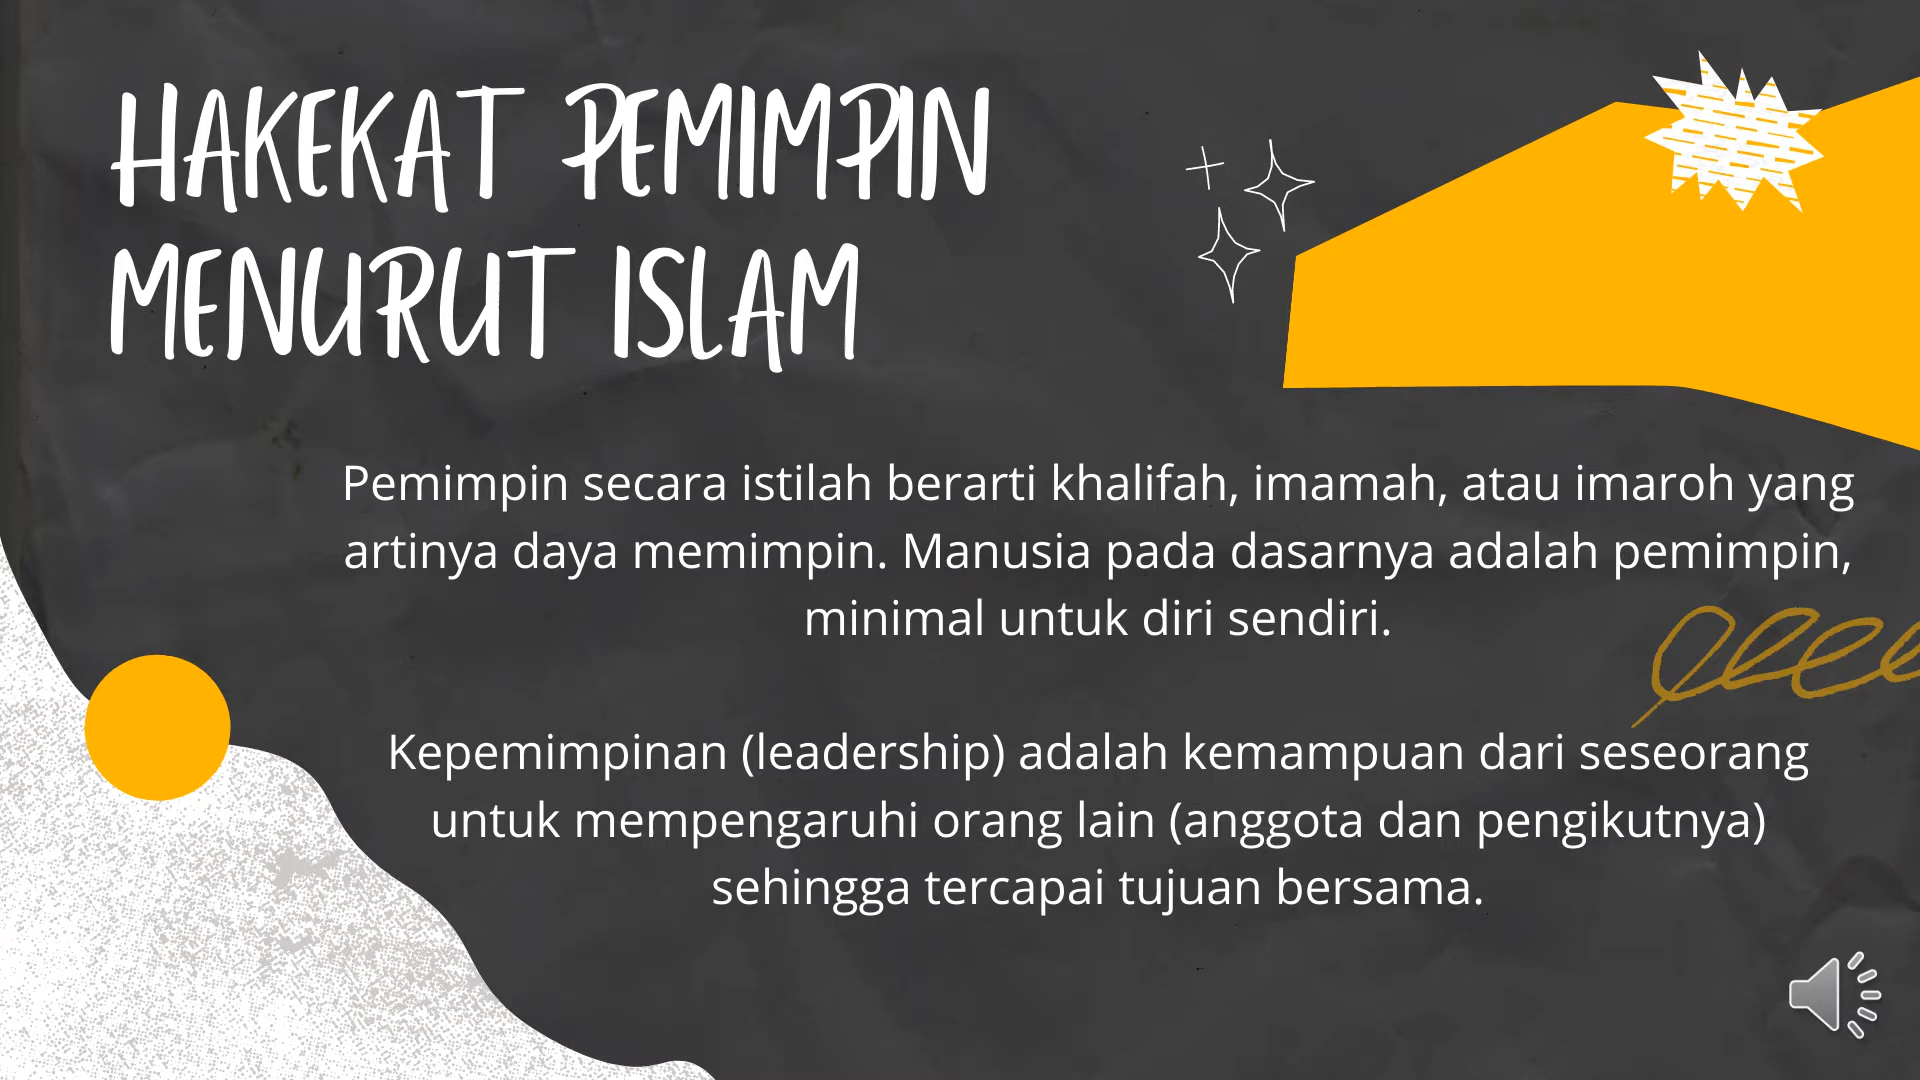 HAKEKAT PEMIMPIN
MENURUT ISLAM
Pemimpin secara istilah berarti khalifah, imamah, atau imaroh yang
artinya daya memimpin. Manusia pada dasarnya adalah pemimpin,
minimal untuk diri sendiri.
Kepemimpinan (leadership) adalah kemampuan dari seseorang
untuk mempengaruhi orang lain (anggota dan pengikutnya)
sehingga tercapai tujuan bersama.